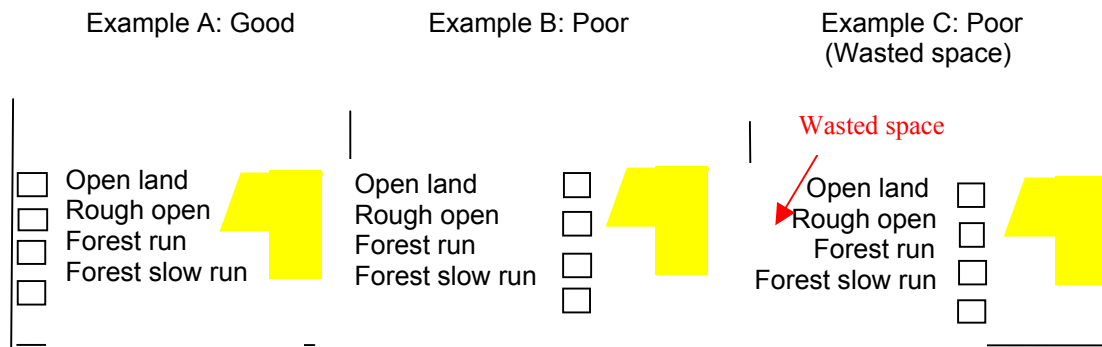 Example A: Good
Open land
Rough open
Forest run
Forest slow run
Example B: Poor
Open land
Rough open
Forest run
Forest slow run
Example C: Poor
(Wasted space)
Wasted space
Open land
Rough open
Forest run
Forest slow run